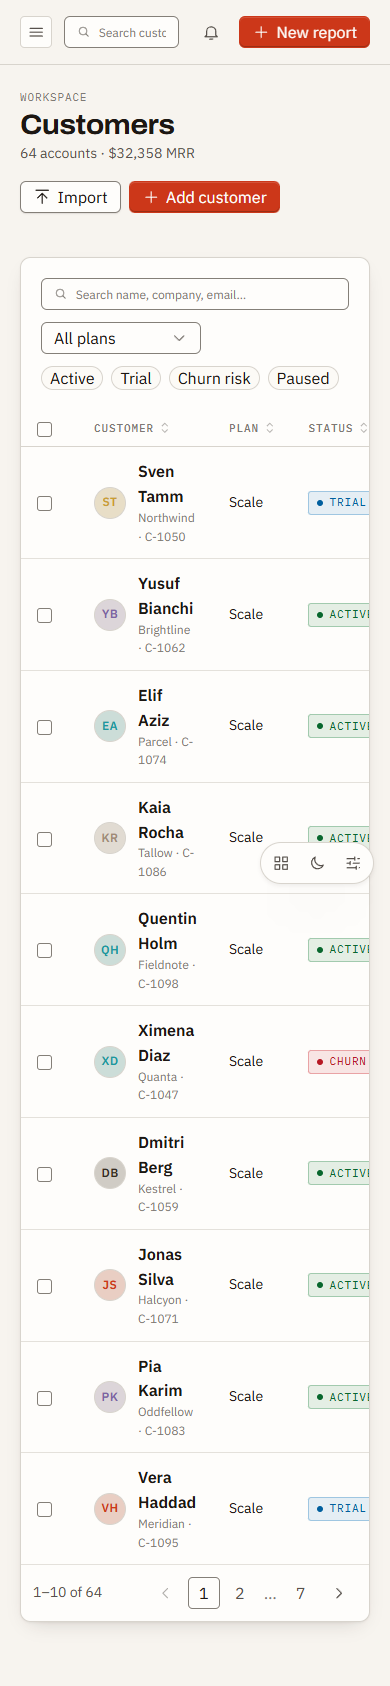 Search custo
New report
WORKSPACE
Customers
64 accounts · $32,358 MRR
Import
Add customer
Search name, company, email...
All plans
Active Trial Churn risk Paused
CUSTOMER PLAN STATUS
ST
Sven
Tamm
Northwind
· C-1050
Scale
TRIAL
YB
Yusuf
Bianchi
Brightline
· C-1062
Scale
ACTIVE
EA
Elif
Aziz
Parcel · C-
1074
Scale
ACTIVE
KR
Kaia
Rocha
Tallow · C-
1086
Scale
ACTIVE
QH
Quentin
Holm
Fieldnote ·
C-1098
Scale
ACTIVE
XD
Ximena
Diaz
Quanta ·
C-1047
Scale
CHURN
DB
Dmitri
Berg
Kestrel ·
C-1059
Scale
ACTIVE
JS
Jonas
Silva
Halcyon ·
C-1071
Scale
ACTIVE
PK
Pia
Karim
Oddfellow
· C-1083
Scale
ACTIVE
VH
Vera
Haddad
Meridian ·
C-1095
Scale
TRIAL
1–10 of 64
1 2 ... 7